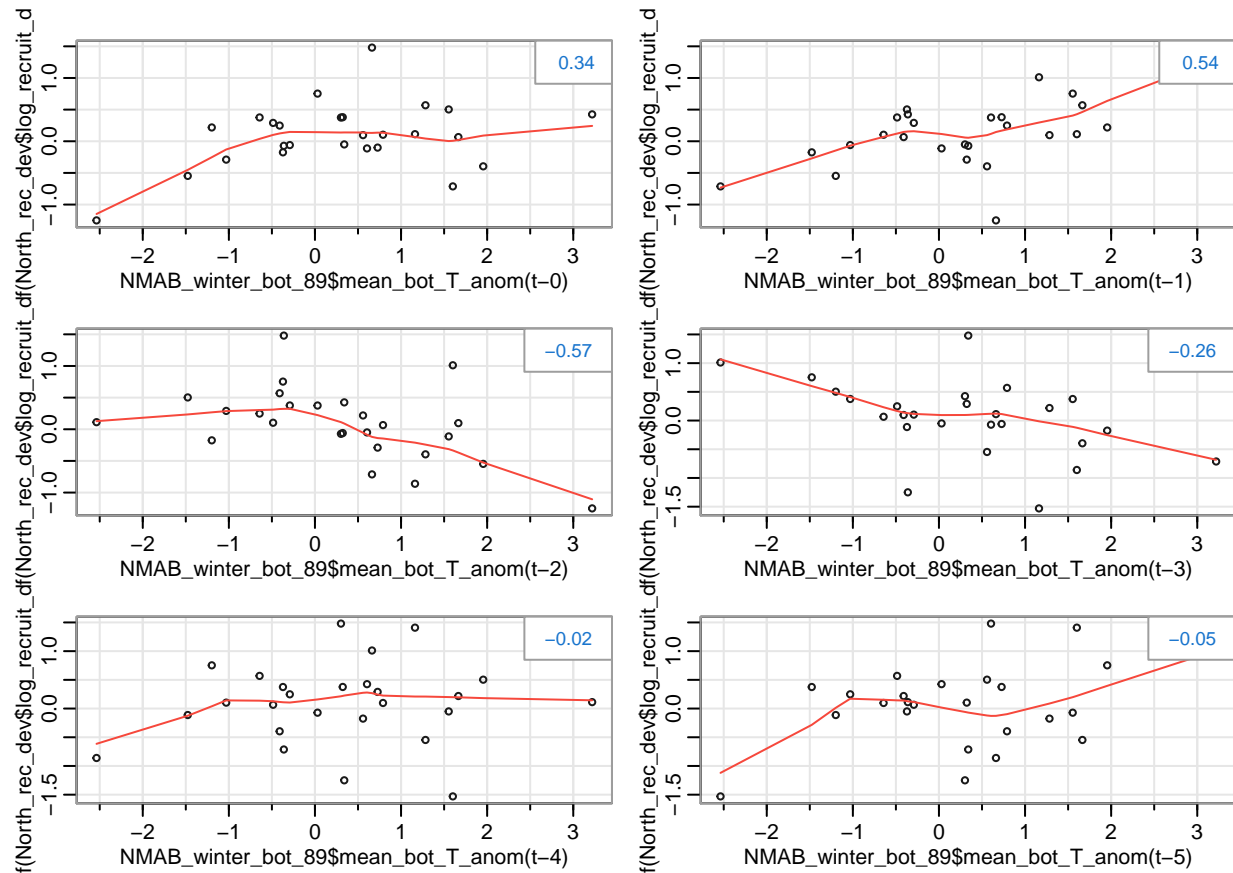 0.34
1.0
0.0
−1.0
−2 −1 0 1 2 3
NMAB_winter_bot_89$mean_bot_T_anom(t−0)
0.54
1.0
0.0
−1.0
−2 −1 0 1 2 3
NMAB_winter_bot_89$mean_bot_T_anom(t−1)
f(North_rec_dev$log_recruit_df(North_rec_dev$log_recruit_df(North_rec_dev$log_recruit_d
f(North_rec_dev$log_recruit_df(North_rec_dev$log_recruit_df(North_rec_dev$log_recruit_d
−0.57
1.0
0.0
−1.0
−2 −1 0 1 2 3
NMAB_winter_bot_89$mean_bot_T_anom(t−2)
−0.26
1.0
0.0
−1.5
−2 −1 0 1 2 3
NMAB_winter_bot_89$mean_bot_T_anom(t−3)
−0.02
1.0
0.0
−1.5
−2 −1 0 1 2 3
NMAB_winter_bot_89$mean_bot_T_anom(t−4)
−0.05
1.0
0.0
−1.5
−2 −1 0 1 2 3
NMAB_winter_bot_89$mean_bot_T_anom(t−5)